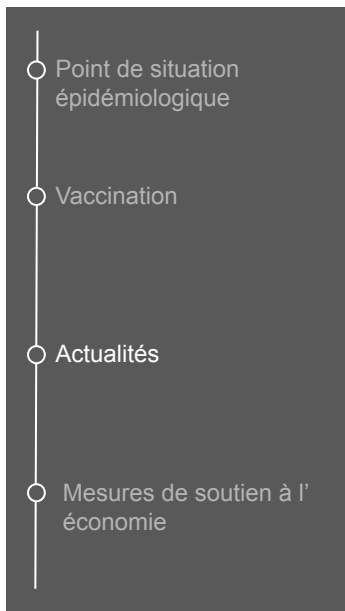 Point de situation
épidémiologique
Vaccination
Actualités
Mesures de soutien à l’
économie